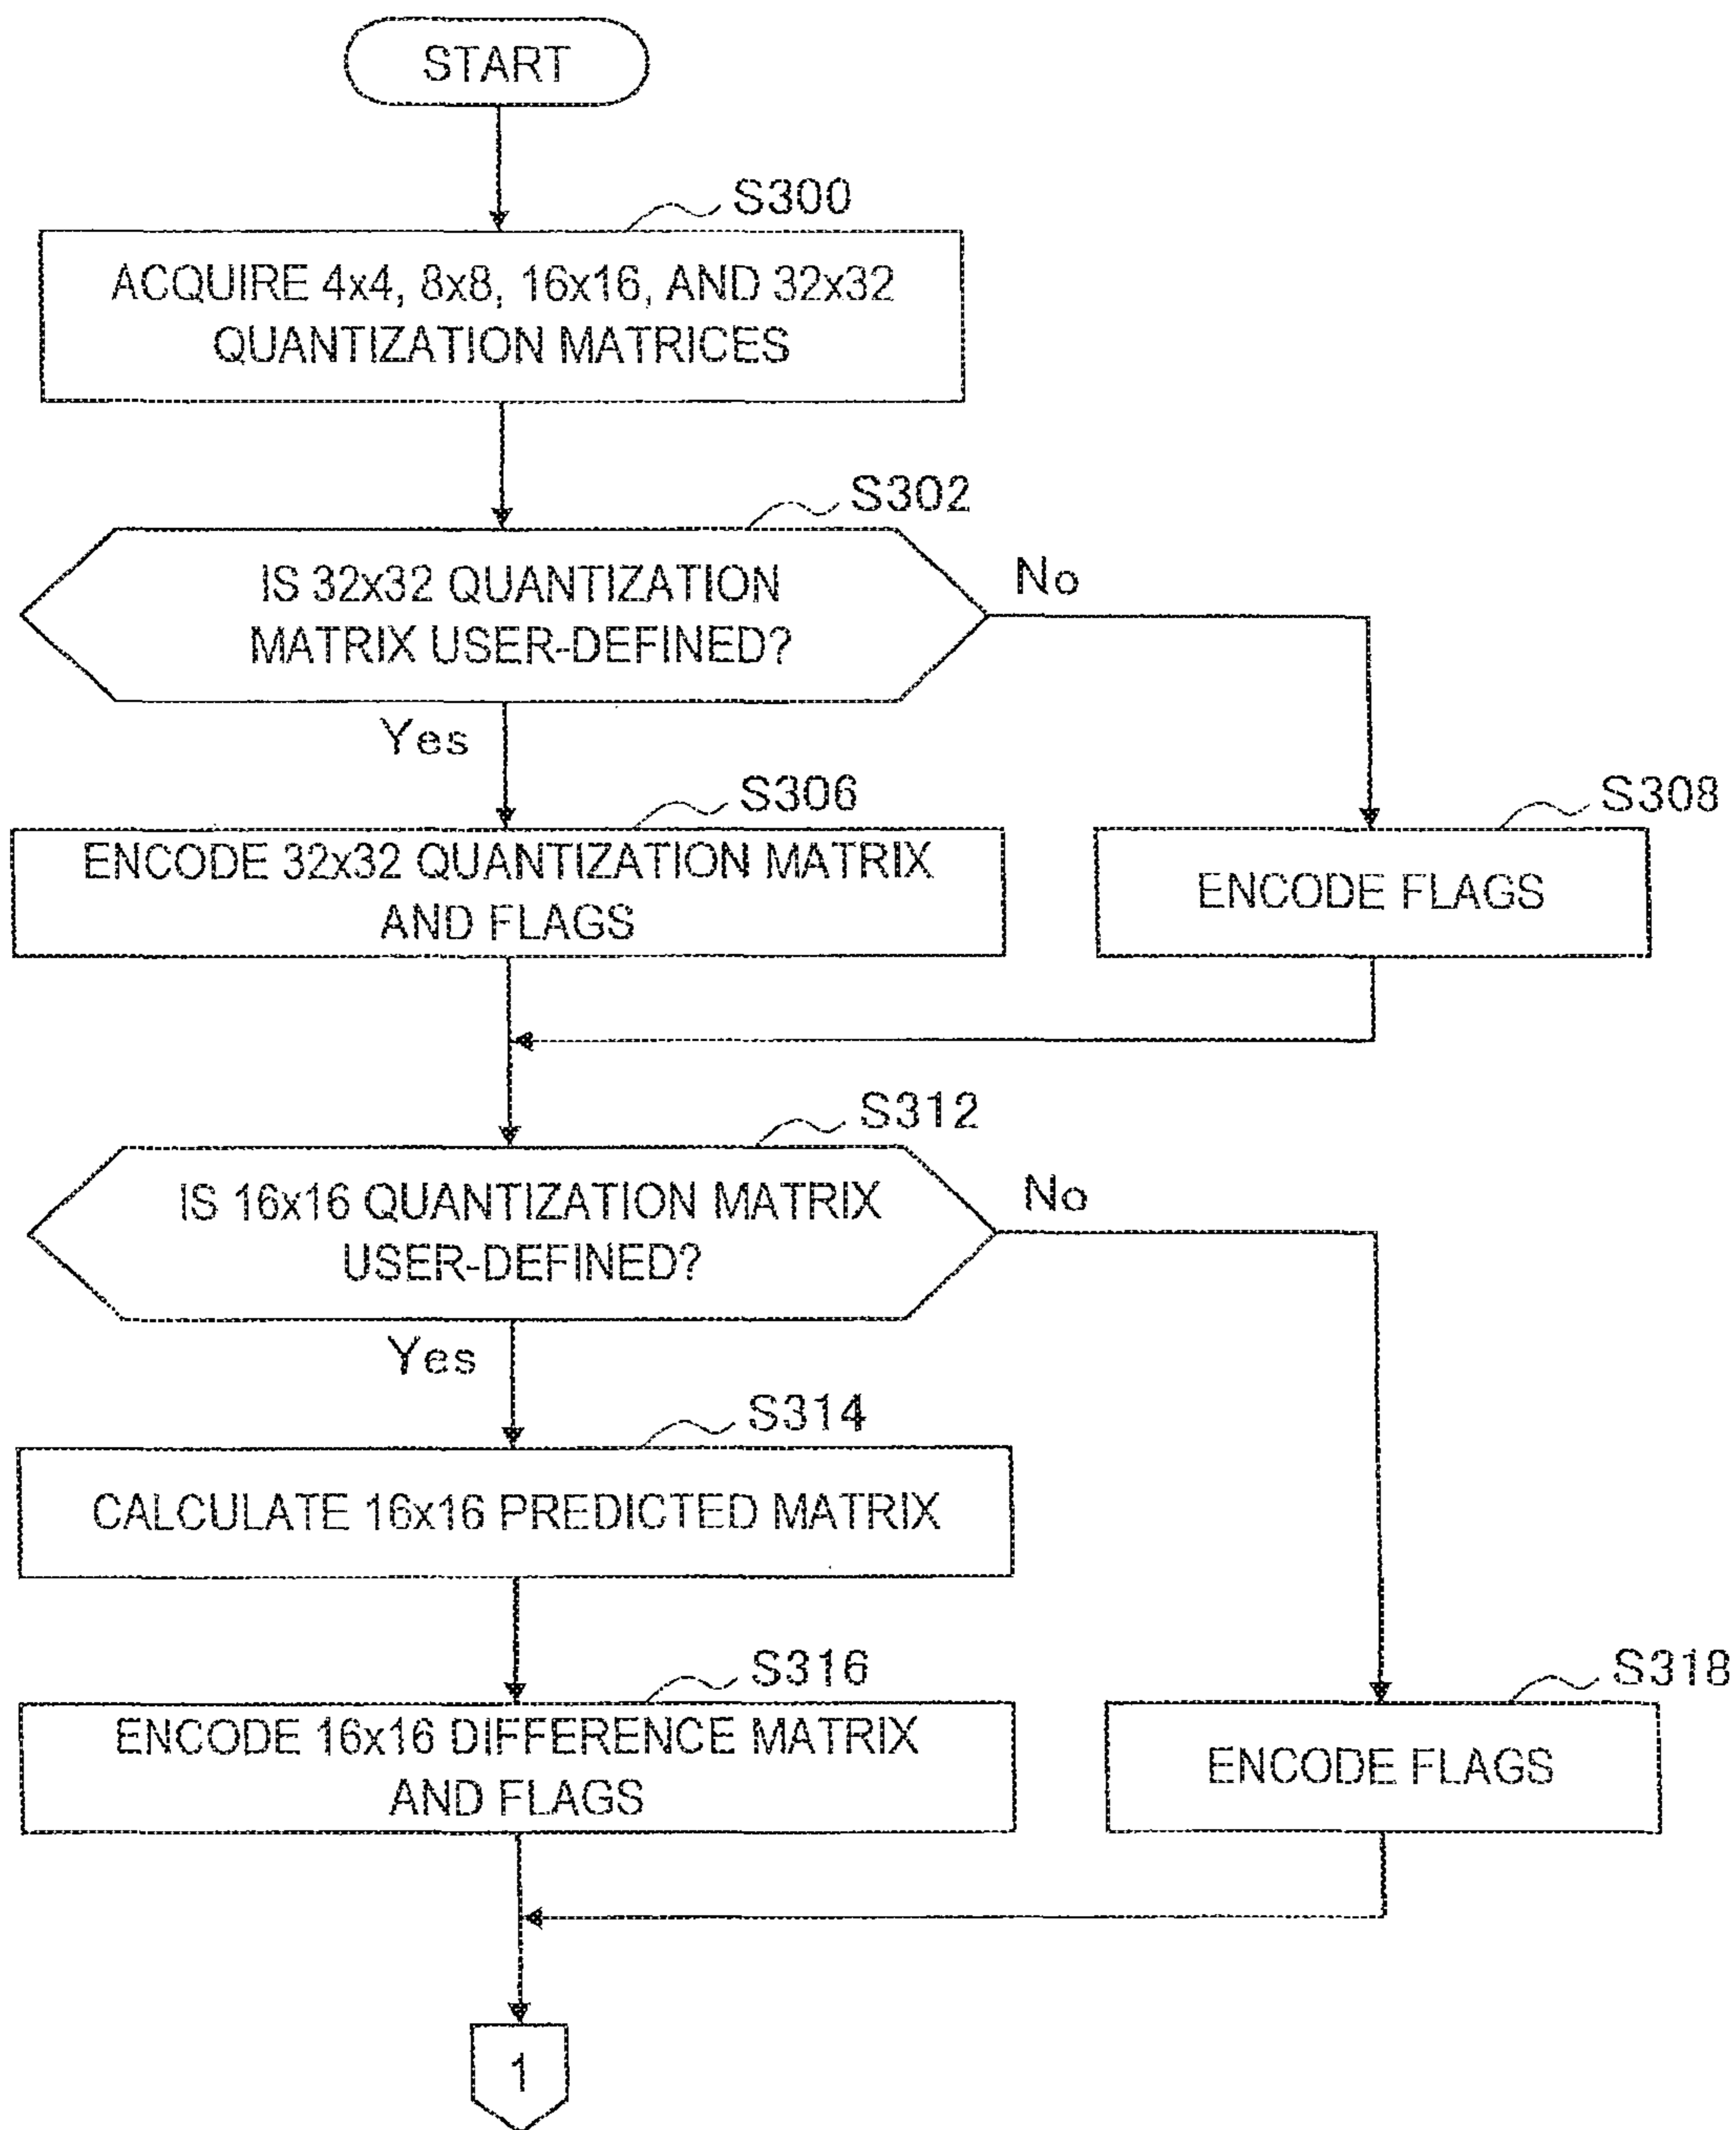 START
S300
ACQUIRE 4x4, 8x8, 16x16, AND 32x32
QUANTIZATION MATRICES
S302
IS 32x32 QUANTIZATION
MATRIX USER-DEFINED?
No
Yes
S306
S308
ENCODE 32x32 QUANTIZATION MATRIX
AND FLAGS
ENCODE FLAGS
S312
IS 16x16 QUANTIZATION MATRIX
USER-DEFINED?
No
Yes
S314
CALCULATE 16x16 PREDICTED MATRIX
S316
S318
ENCODE 16x16 DIFFERENCE MATRIX
AND FLAGS
ENCODE FLAGS
1